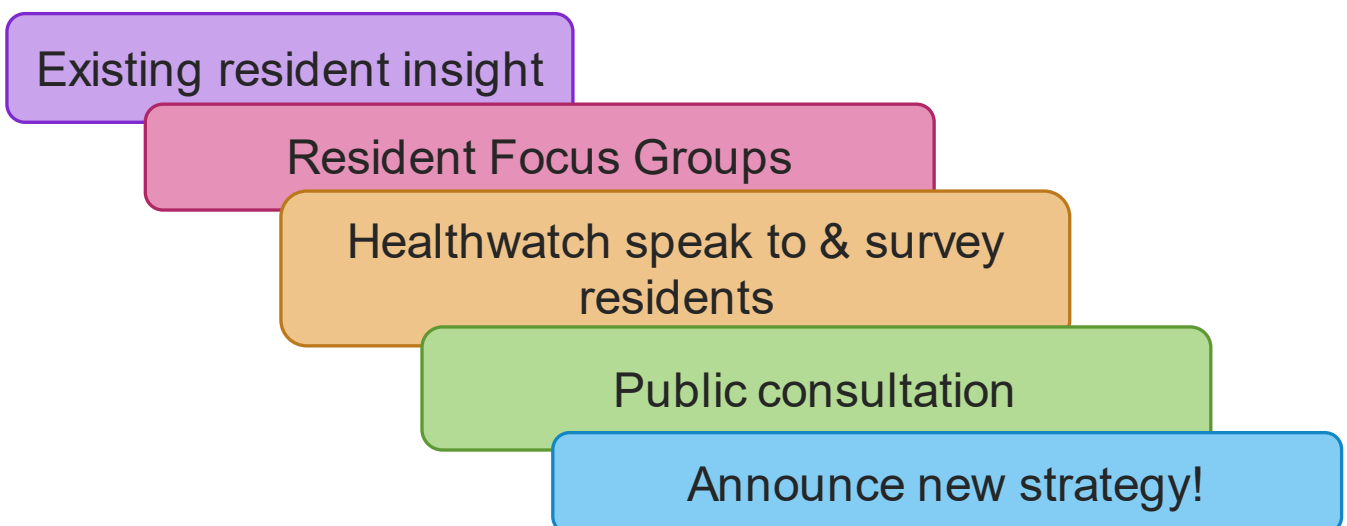 Existing resident insight
Resident Focus Groups
Healthwatch speak to & survey
residents
Public consultation
Announce new strategy!